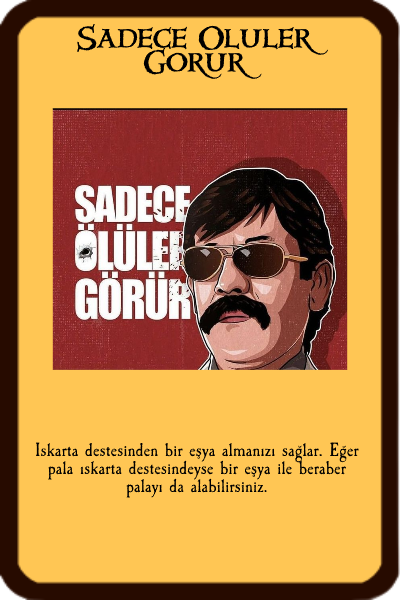 SADECE OLULER
GORUR
SADECE
ÖLÜLER
GÖRÜR
Iskarta destesinden bir eşya almanızı sağlar. Eğer
pala ıskarta destesindeyse bir eşya ile beraber
palayı da alabilirsiniz.